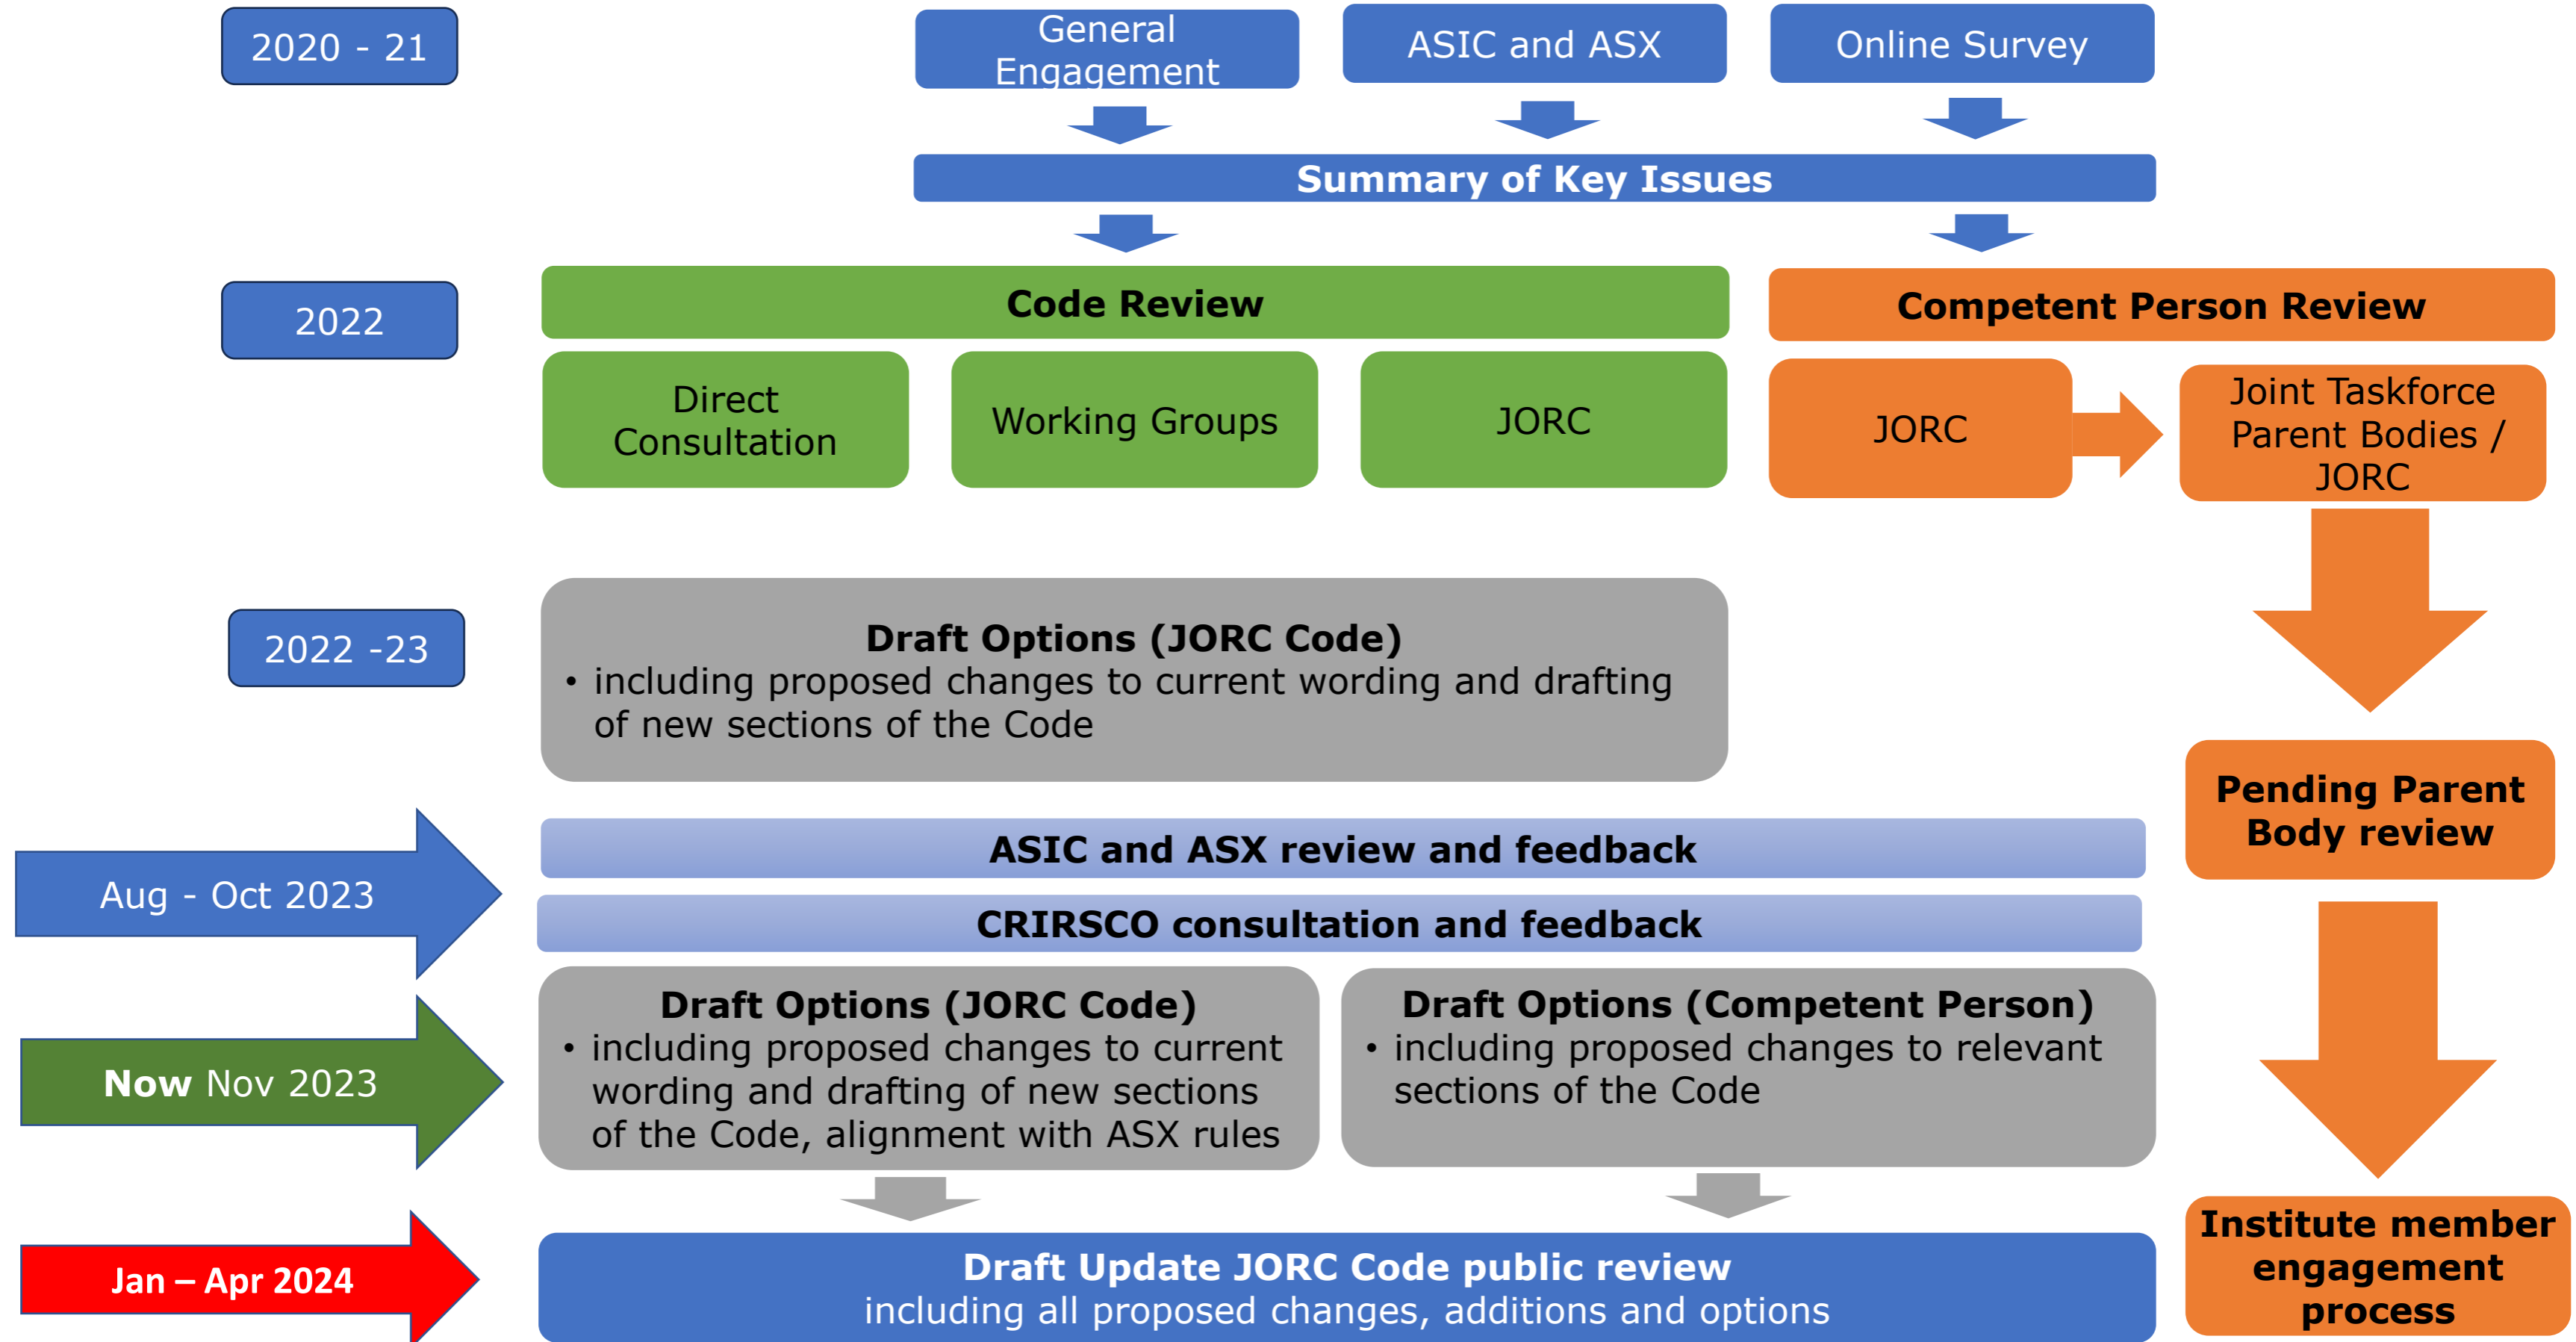 2020 - 21
General
Engagement
ASIC and ASX
Online Survey
Summary of Key Issues
2022
Code Review
Competent Person Review
Direct
Consultation
Working Groups
JORC
JORC
Joint Taskforce
Parent Bodies /
JORC
2022 -23
Draft Options (JORC Code)
• including proposed changes to current wording and drafting
of new sections of the Code
Pending Parent
Body review
Aug - Oct 2023
ASIC and ASX review and feedback
CRIRSCO consultation and feedback
Now Nov 2023
Draft Options (JORC Code)
• including proposed changes to current
wording and drafting of new sections
of the Code, alignment with ASX rules
Draft Options (Competent Person)
• including proposed changes to relevant
sections of the Code
Jan – Apr 2024
Draft Update JORC Code public review
including all proposed changes, additions and options
Institute member
engagement
process